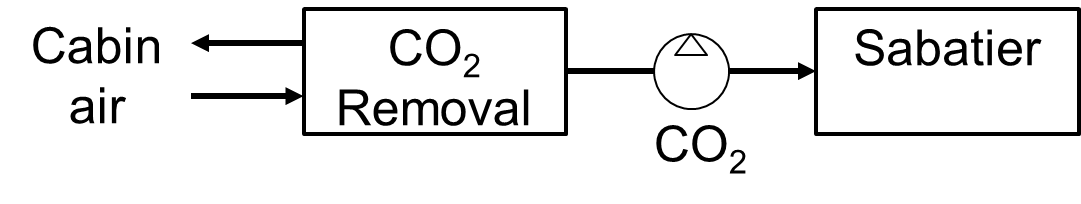 Cabin
air
CO₂
Removal
CO₂
Sabatier